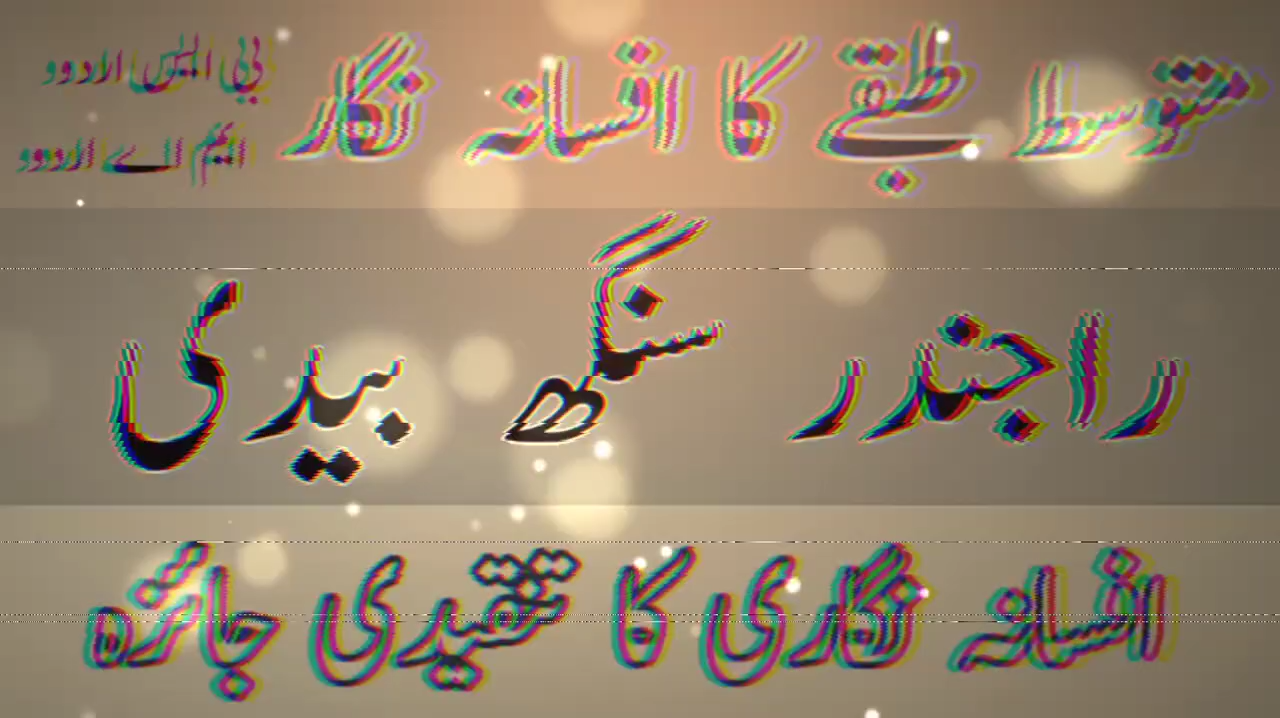 متوسط طبقے کا افسانہ نگار
بی ایس اردو
ایم اے اردو
راجندر سنگھ بیدی
افسانہ نگاری کا تنقیدی جائزہ